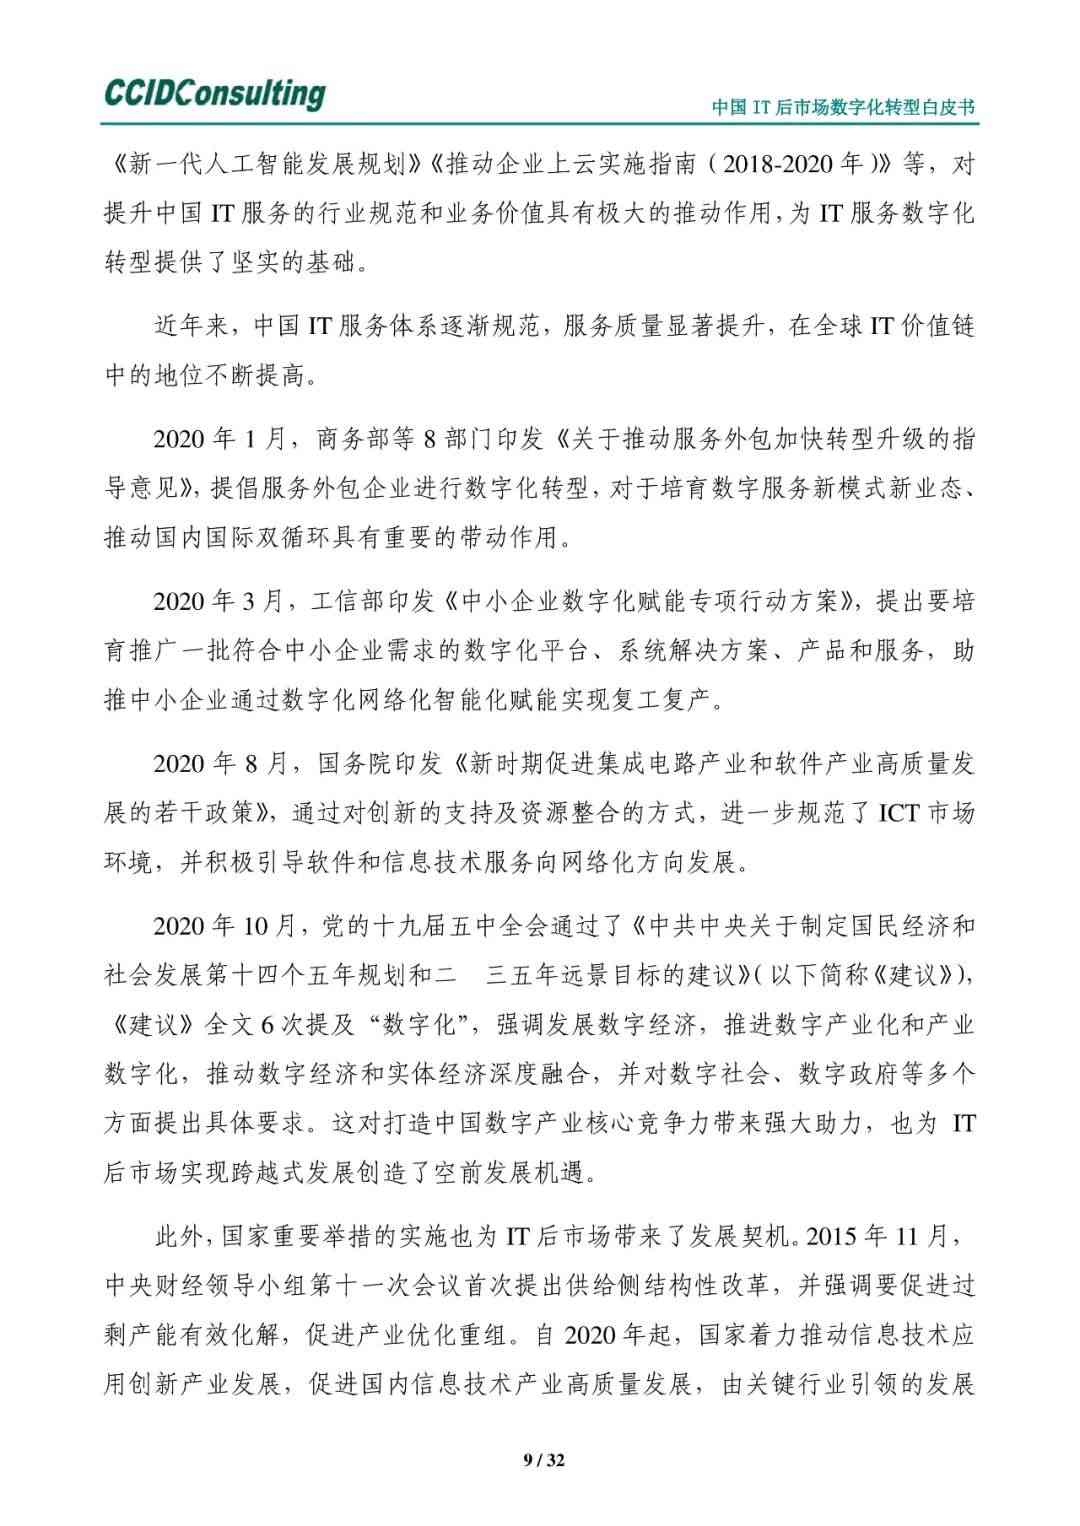 CCIDConsulting
中国 IT 后市场数字化转型白皮书
《新一代人工智能发展规划》《推动企业上云实施指南（2018-2020 年）》等，对
提升中国 IT 服务的行业规范和业务价值具有极大的推动作用，为 IT 服务数字化
转型提供了坚实的基础。
近年来，中国 IT 服务体系逐渐规范，服务质量显著提升，在全球 IT 价值链
中的地位不断提高。
2020 年 1 月，商务部等 8 部门印发《关于推动服务外包加快转型升级的指
导意见》，提倡服务外包企业进行数字化转型，对于培育数字服务新模式新业态、
推动国内国际双循环具有重要的带动作用。
2020 年 3 月，工信部印发《中小企业数字化赋能专项行动方案》，提出要培
育推广一批符合中小企业需求的数字化平台、系统解决方案、产品和服务，助
推中小企业通过数字化网络化智能化赋能实现复工复产。
2020 年 8 月，国务院印发《新时期促进集成电路产业和软件产业高质量发
展的若干政策》，通过对创新的支持及资源整合的方式，进一步规范了 ICT 市场
环境，并积极引导软件和信息技术服务向网络化方向发展。
2020 年 10 月，党的十九届五中全会通过了《中共中央关于制定国民经济和
社会发展第十四个五年规划和二　三五年远景目标的建议》（以下简称《建议》），
《建议》全文 6 次提及“数字化”，强调发展数字经济，推进数字产业化和产业
数字化，推动数字经济和实体经济深度融合，并对数字社会、数字政府等多个
方面提出具体要求。这对打造中国数字产业核心竞争力带来强大助力，也为 IT
后市场实现跨越式发展创造了空前发展机遇。
此外，国家重要举措的实施也为 IT 后市场带来了发展契机。2015 年 11 月，
中央财经领导小组第十一次会议首次提出供给侧结构性改革，并强调要促进过
剩产能有效化解，促进产业优化重组。自 2020 年起，国家着力推动信息技术应
用创新产业发展，促进国内信息技术产业高质量发展，由关键行业引领的发展
9 / 32